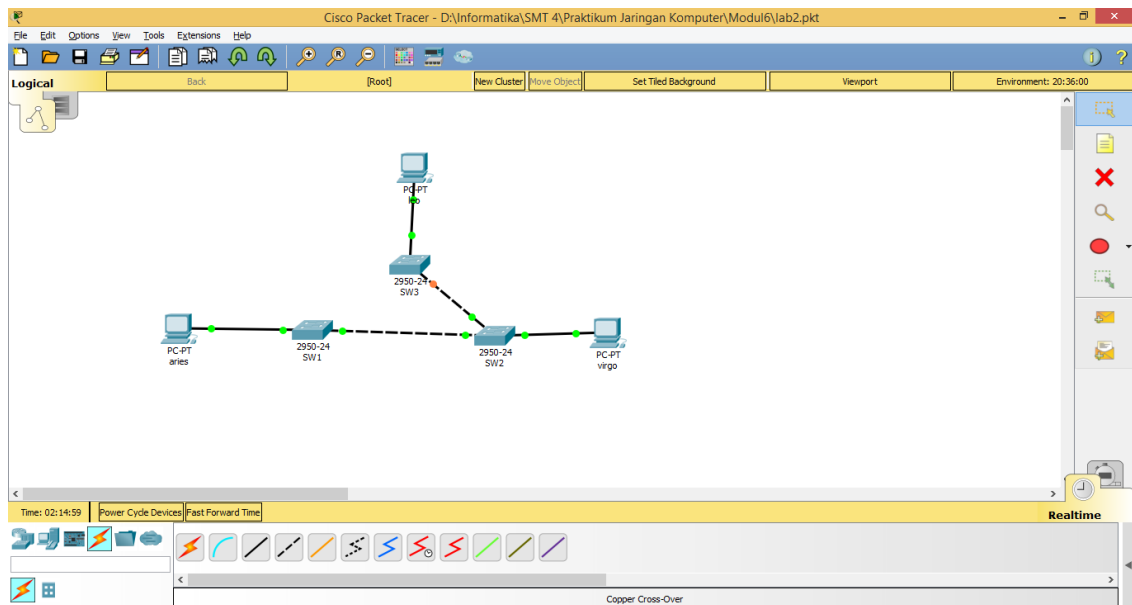 Cisco Packet Tracer - D:\Informatika\SMT 4\Praktikum Jaringan Komputer\Modul6\lab2.pkt
File Edit Options View Tools Extensions Help
Logical Back [Root] New Cluster Move Object Set Tiled Background Viewport Environment: 20:36:00
PC-PT
leo
2950-24
SW3
PC-PT
aries
2950-24
SW1
2950-24
SW2
PC-PT
virgo
Time: 02:14:59 Power Cycle Devices Fast Forward Time Realtime
Copper Cross-Over